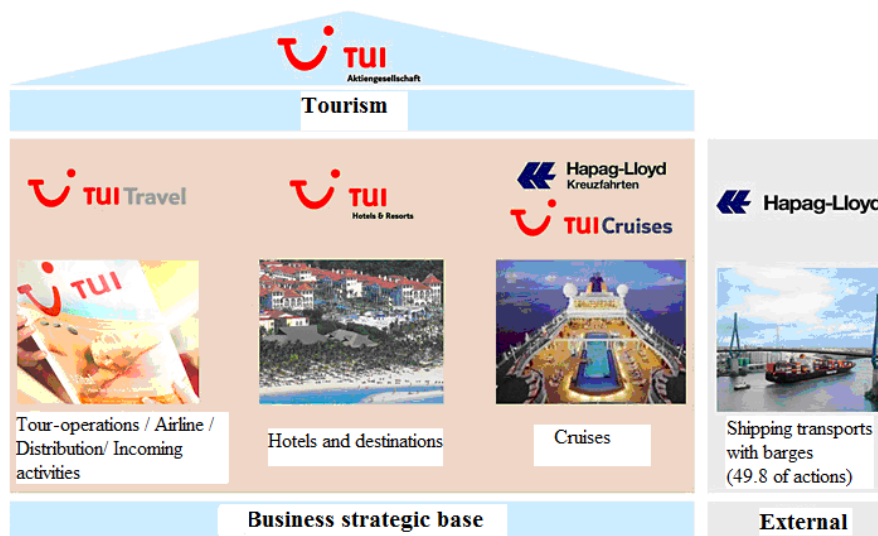 TUI
Aktiengesellschaft
Tourism
TUI Travel
TUI
Hotels & Resorts
Hapag-Lloyd
Kreuzfahrten
TUI Cruises
Hapag-Lloyd
TUI
Tour-operations / Airline /
Distribution/ Incoming
activities
Hotels and destinations
Cruises
Shipping transports
with barges
(49.8 of actions)
Business strategic base
External